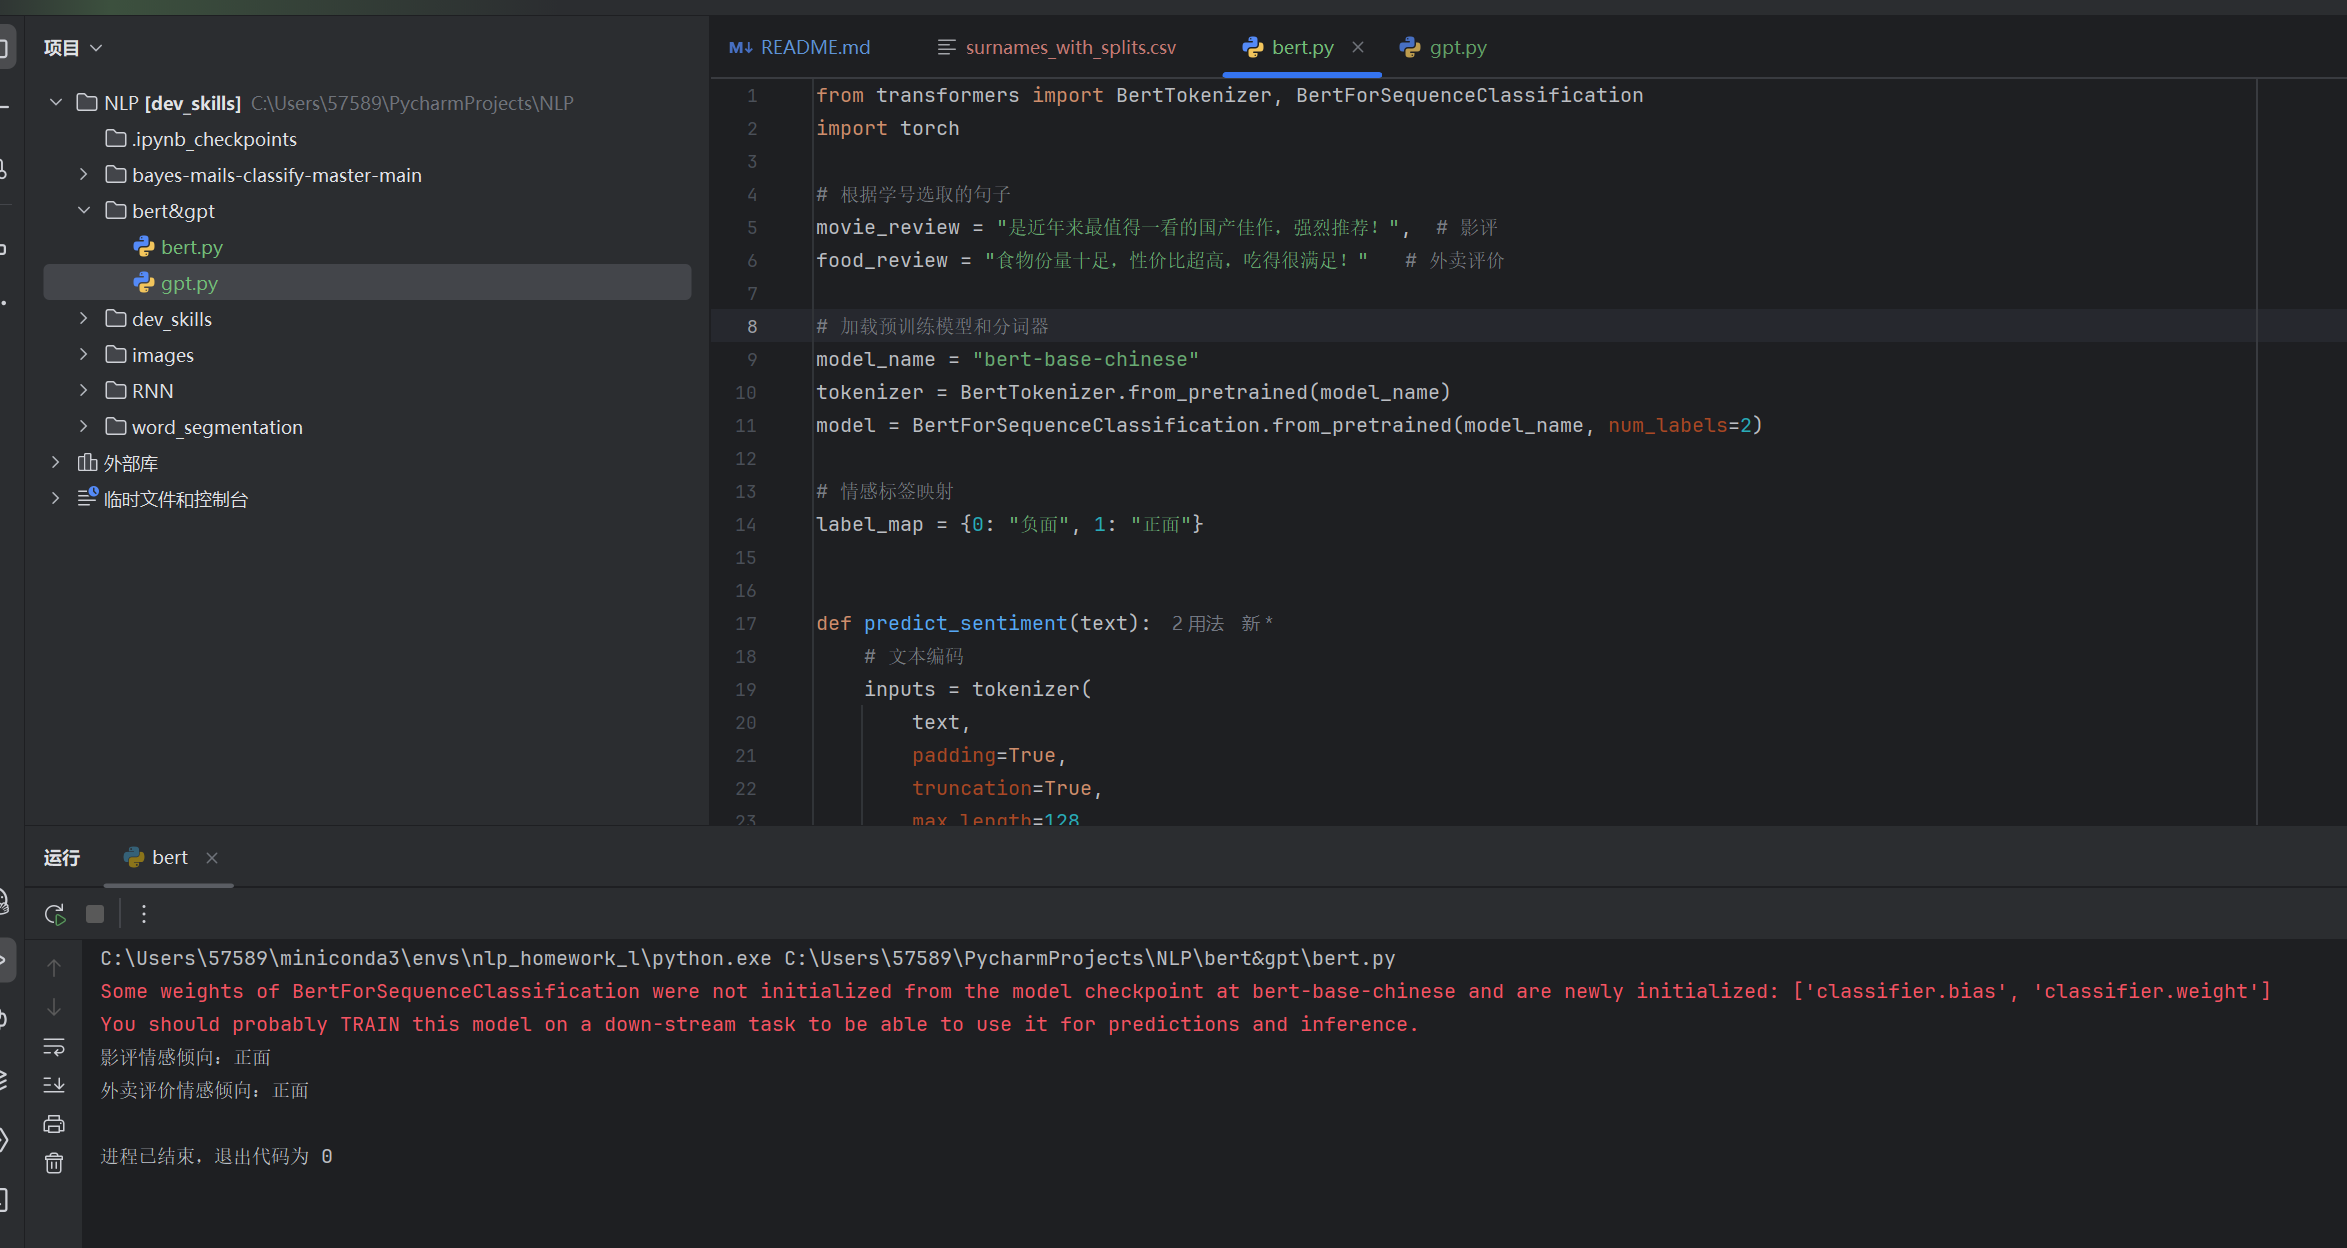 项目
NLP [dev_skills] C:\Users\57589\PycharmProjects\NLP
.ipynb_checkpoints
bayes-mails-classify-master-main
bert&gpt
bert.py
gpt.py
dev_skills
images
RNN
word_segmentation
外部库
临时文件和控制台
M↓ README.md surnames_with_splits.csv bert.py gpt.py
1 from transformers import BertTokenizer, BertForSequenceClassification
2 import torch
3
4 # 根据学号选取的句子
5 movie_review = "是近年来最值得一看的国产佳作，强烈推荐！", # 影评
6 food_review = "食物份量十足，性价比超高，吃得很满足！" # 外卖评价
7
8 # 加载预训练模型和分词器
9 model_name = "bert-base-chinese"
10 tokenizer = BertTokenizer.from_pretrained(model_name)
11 model = BertForSequenceClassification.from_pretrained(model_name, num_labels=2)
12
13 # 情感标签映射
14 label_map = {0: "负面", 1: "正面"}
15
16
17 def predict_sentiment(text): 2 用法 新 *
18 # 文本编码
19 inputs = tokenizer(
20 text,
21 padding=True,
22 truncation=True,
23 max_length=128
运行 bert
C:\Users\57589\miniconda3\envs\nlp_homework_l\python.exe C:\Users\57589\PycharmProjects\NLP\bert&gpt\bert.py
Some weights of BertForSequenceClassification were not initialized from the model checkpoint at bert-base-chinese and are newly initialized: ['classifier.bias', 'classifier.weight']
You should probably TRAIN this model on a down-stream task to be able to use it for predictions and inference.
影评情感倾向：正面
外卖评价情感倾向：正面
进程已结束，退出代码为 0